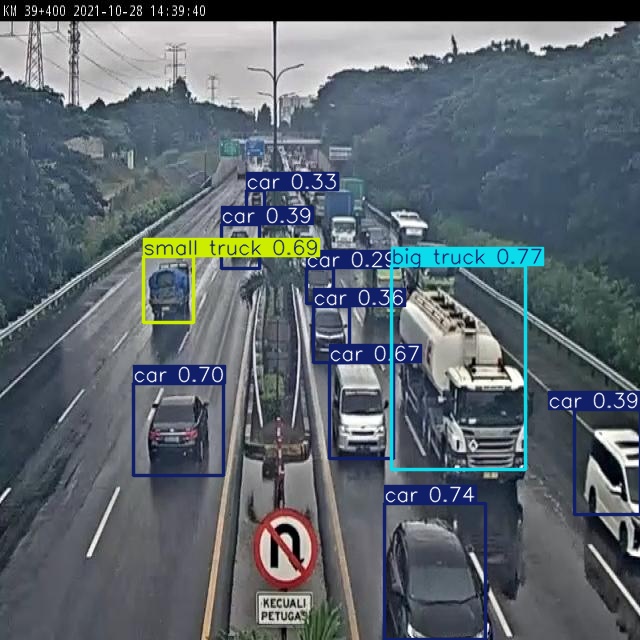 KM 39+400 2021-10-28 14:39:40
car 0.33
car 0.39
small truck 0.69
car 0.29
big truck 0.77
car 0.36
car 0.67
car 0.70
car 0.39
car 0.74
KECUALI
PETUGAS